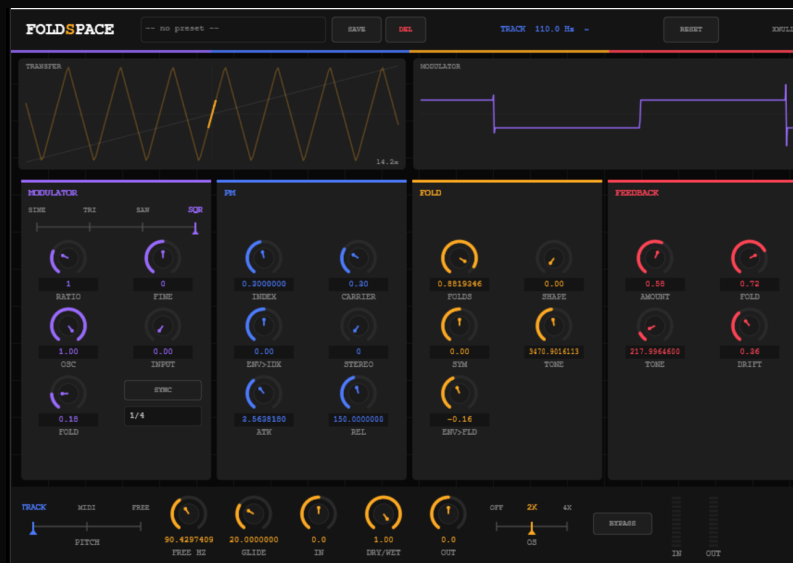 FOLDSPACE
-- no preset --
SAVE
DEL
TRACK 110.0 Hz ~
RESET
TRANSFER
14.2x
MODULATOR
MODULATOR
SINE TRI SAW SQR
1 0
RATIO FINE
1.00 0.00
OSC INPUT
SYNC
1/4
0.18
FOLD
PM
0.3000000 0.30
INDEX CARRIER
0.00 0
ENV>IDX STEREO
150.0000000
ATK REL
FOLD
0.8819346 0.00
FOLDS SHAPE
0.00 3470.9016113
SYM TONE
-0.16
ENV>FLD
FEEDBACK
0.58 0.72
AMOUNT FOLD
217.9964600 0.36
TONE DRIFT
TRACK MIDI FREE
PITCH
90.4297409 20.0000000 0.0 1.00 0.0
FREE HZ GLIDE IN DRY/WET OUT
OFF 2X 4X
OS
BYPASS
IN OUT